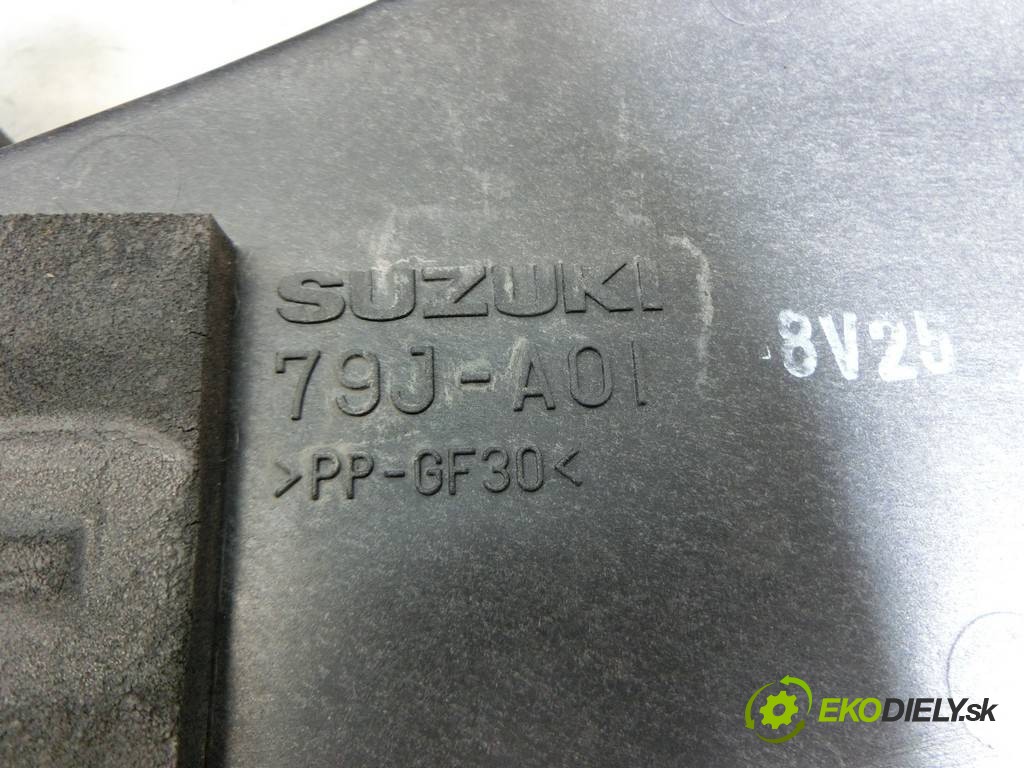 SUZUKI
79J-A01
>PP-GF30<
8V25
EKODIELY.sk